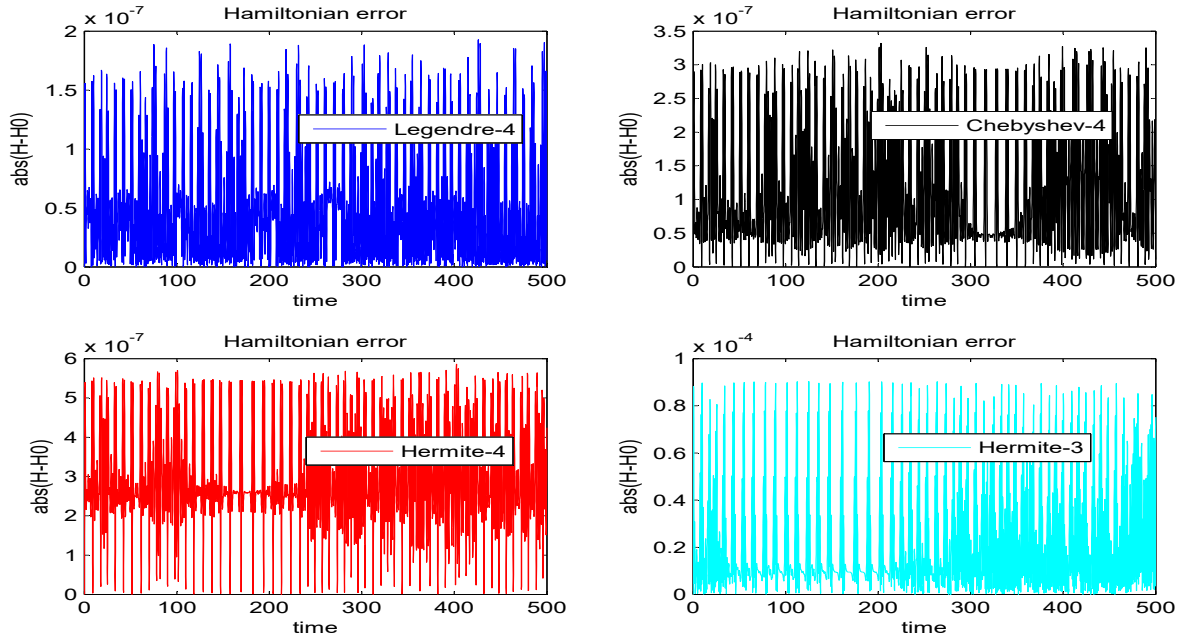 x 10^-7
Hamiltonian error
2
1.5
1
0.5
0
abs(H-H0)
Legendre-4
0 100 200 300 400 500
time
x 10^-7
Hamiltonian error
3.5
3
2.5
2
1.5
1
0.5
0
abs(H-H0)
Chebyshev-4
0 100 200 300 400 500
time
x 10^-7
Hamiltonian error
6
5
4
3
2
1
0
abs(H-H0)
Hermite-4
0 100 200 300 400 500
time
x 10^-4
Hamiltonian error
1
0.8
0.6
0.4
0.2
0
abs(H-H0)
Hermite-3
0 100 200 300 400 500
time